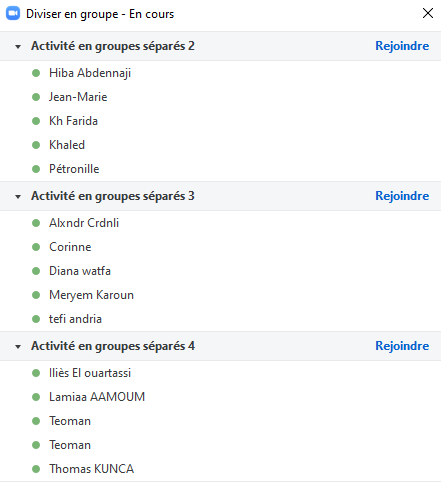 Diviser en groupe - En cours
Activité en groupes séparés 2 Rejoindre
Hiba Abdennaji
Jean-Marie
Kh Farida
Khaled
Pétronille
Activité en groupes séparés 3 Rejoindre
Alxndr Crdnli
Corinne
Diana watfa
Meryem Karoun
tefi andria
Activité en groupes séparés 4 Rejoindre
Iliès El ouartassi
Lamiaa AAMOUM
Teoman
Teoman
Thomas KUNCA